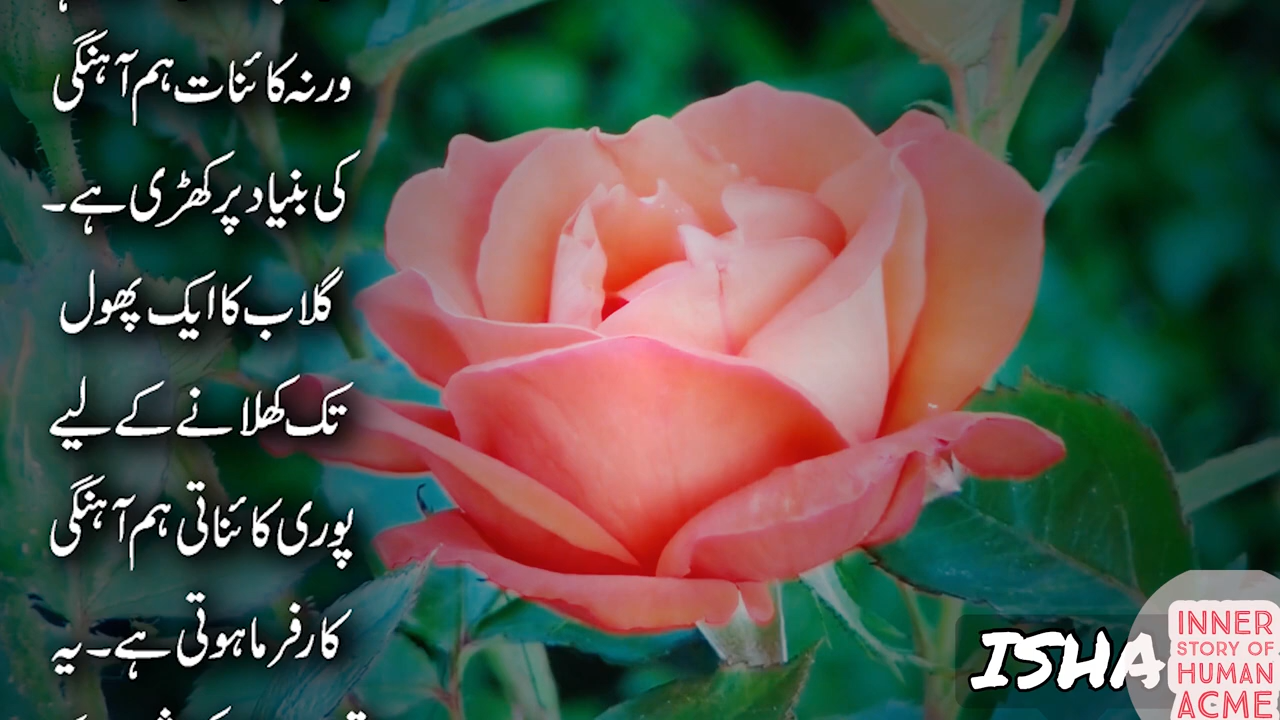 ورنہ کائنات ہم آہنگی
کی بنیاد پر کھڑی ہے۔
گلاب کا ایک پھول
تک کھلانے کے لیے
پوری کائناتی ہم آہنگی
کارفرما ہوتی ہے۔ یہ
ISHA
INNER
STORY OF
HUMAN
ACME